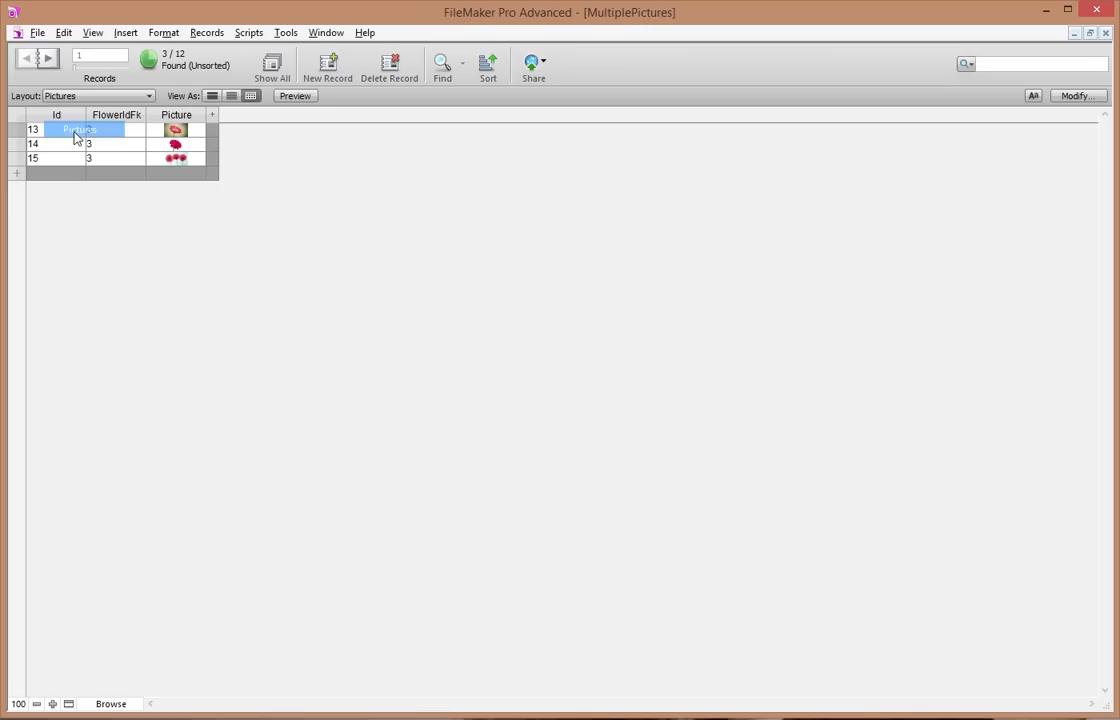 FileMaker Pro Advanced - [MultiplePictures]
File Edit View Insert Format Records Scripts Tools Window Help
1
3 / 12
Found (Unsorted)
Records
Show All
New Record
Delete Record
Find
Sort
Share
Layout: Pictures View As: Preview Aa Modify...
Id FlowerIdFk Picture +
13 Pictures
14 3
15 3
+
100 Browse